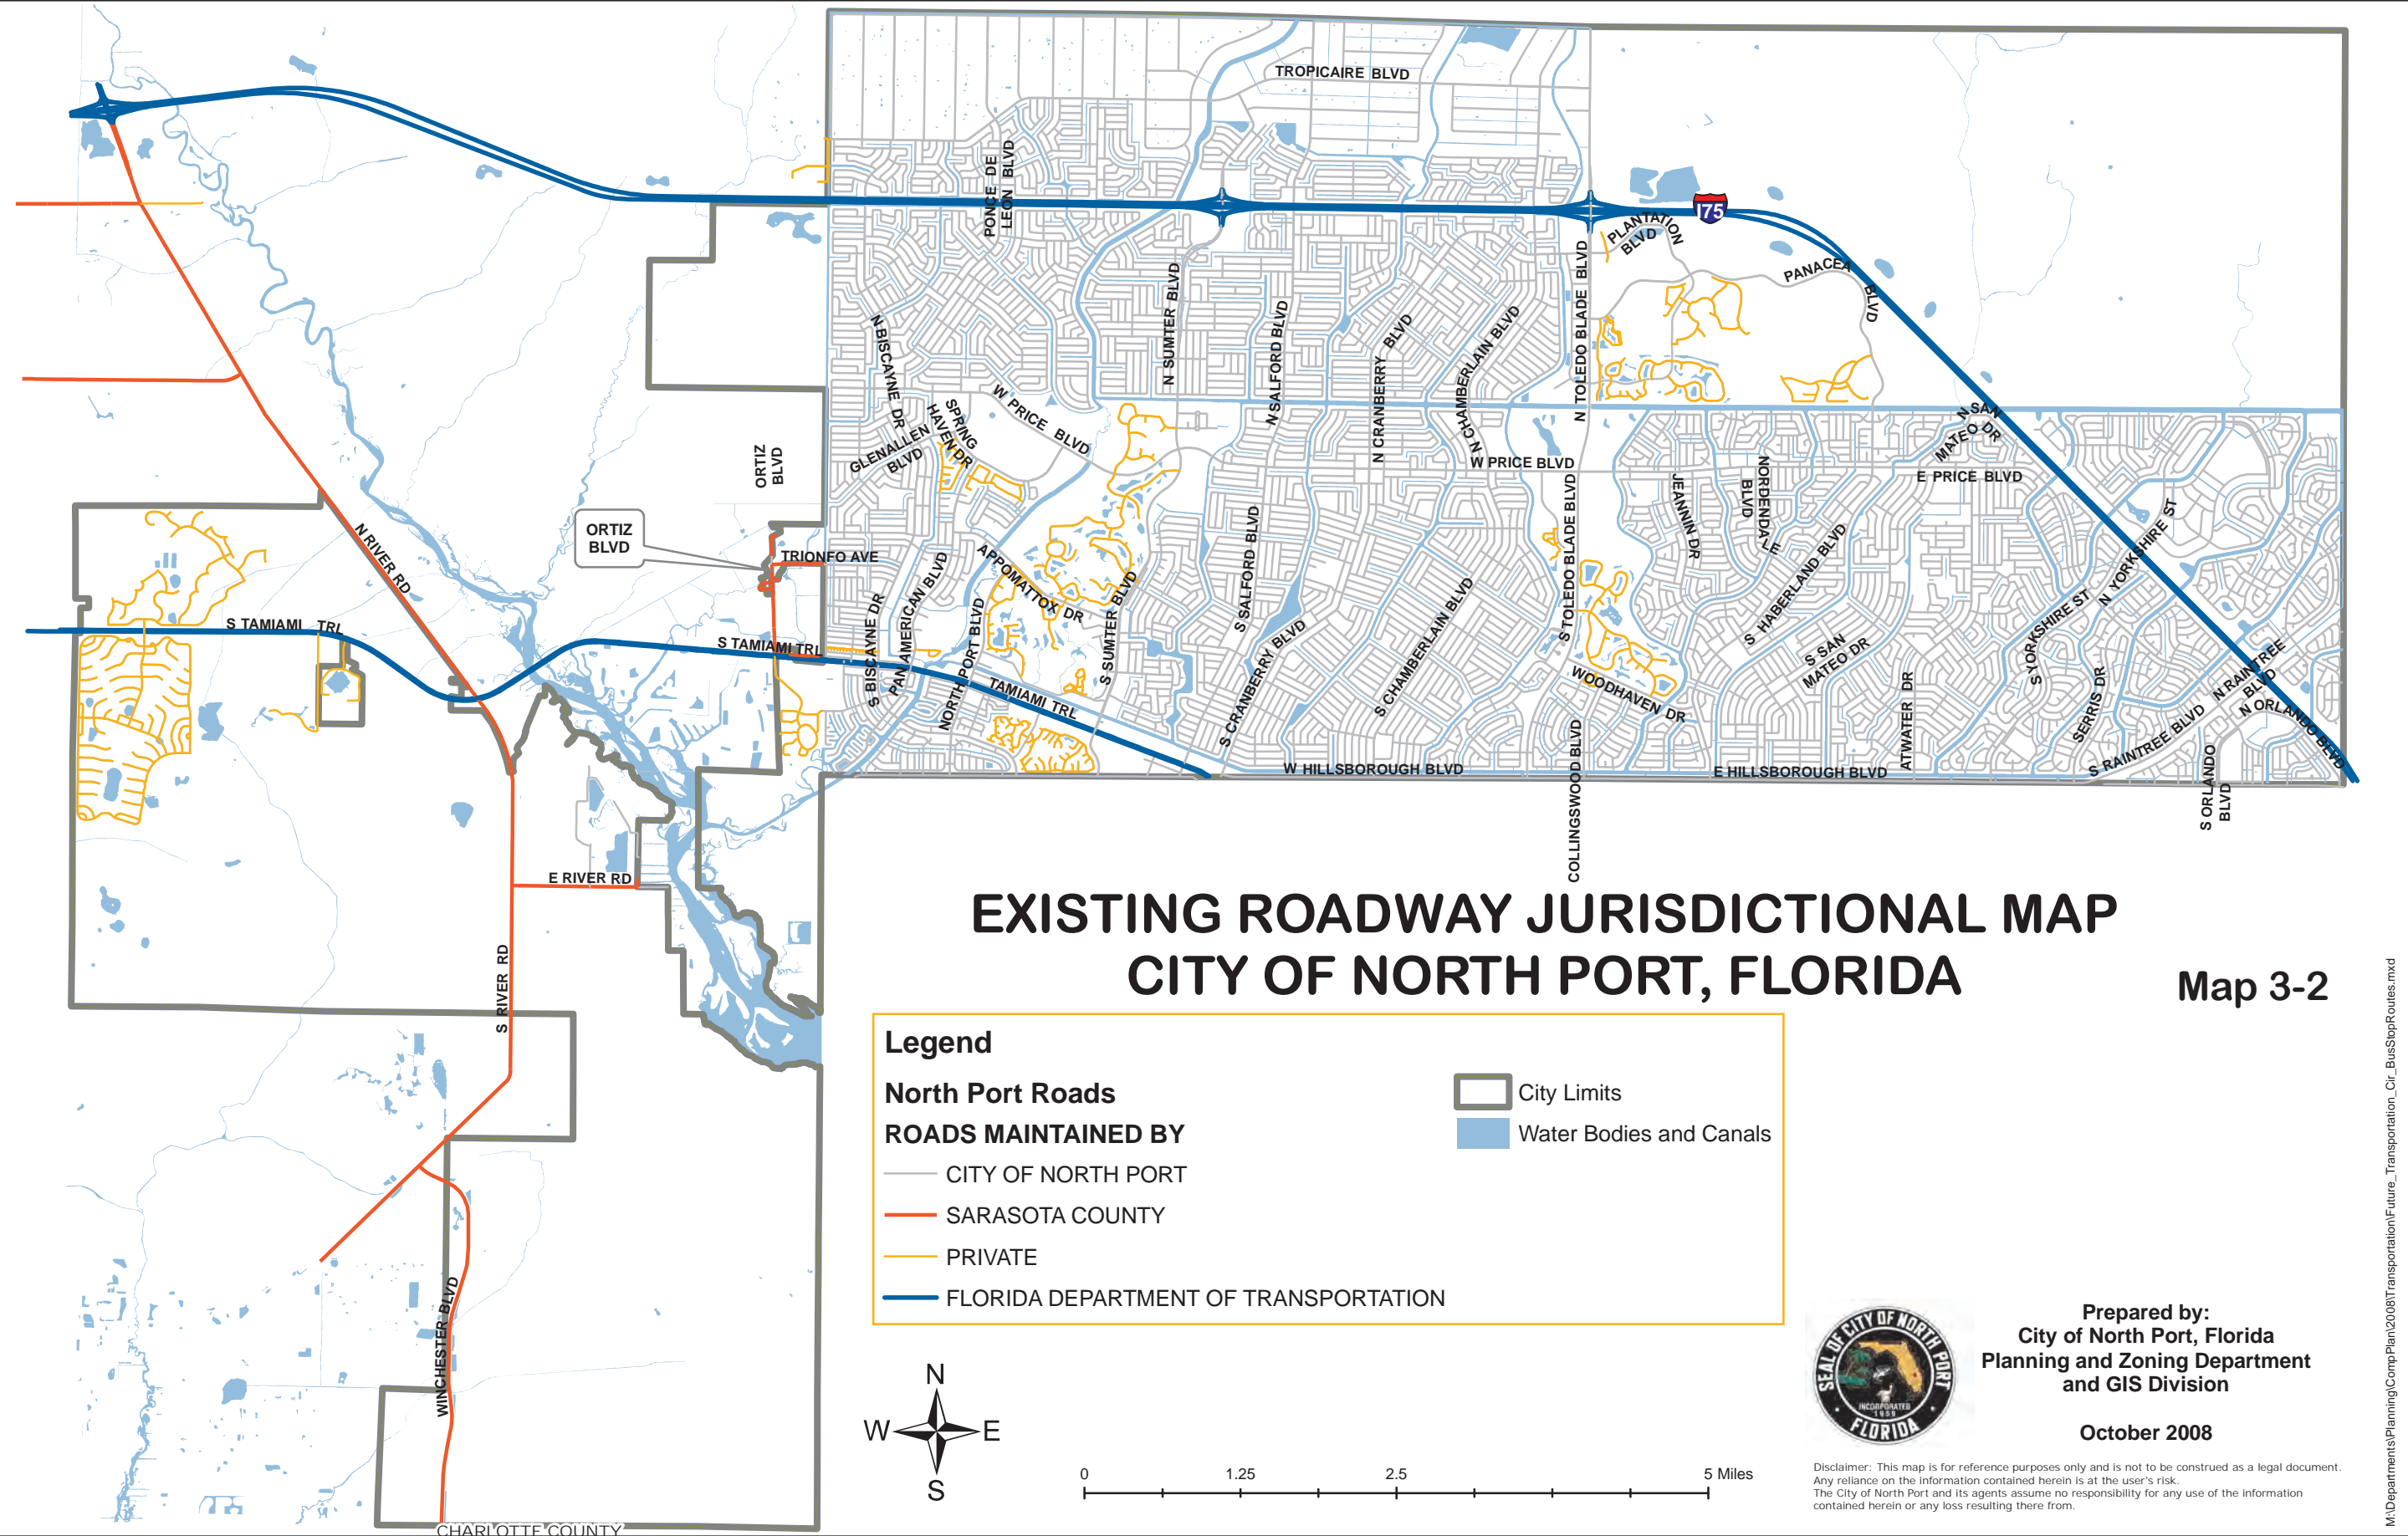 TROPICAIRE BLVD
PONCE DE
LEON BLVD
I75
PLANTATION
BLVD
PANACEA
BLVD
N BISCAYNE DR
N SUMTER BLVD
N SALFORD BLVD
N CRANBERRY BLVD
N CHAMBERLAIN BLVD
N TOLEDO BLADE BLVD
SPRING
HAVEN DR
W PRICE BLVD
GLENALLEN
BLVD
ORTIZ
BLVD
N SAN
MATEO DR
W PRICE BLVD
E PRICE BLVD
JEANNIN DR
NORDENDALE
BLVD
N RIVER RD
ORTIZ
BLVD
TRIONFO AVE
APPOMATTOX DR
S SALFORD BLVD
S TOLEDO BLADE BLVD
S HABERLAND BLVD
N YORKSHIRE ST
S TAMIAMI TRL
S TAMIAMI TRL
S BISCAYNE DR
PAN AMERICAN BLVD
NORTH PORT BLVD
S SUMTER BLVD
TAMIAMI TRL
S CRANBERRY BLVD
S CHAMBERLAIN BLVD
WOODHAVEN DR
S SAN
MATEO DR
S YORKSHIRE ST
SERRIS DR
ATWATER DR
N RAINTREE
BLVD
N ORLANDO BLVD
S RAINTREE BLVD
W HILLSBOROUGH BLVD
E HILLSBOROUGH BLVD
COLLINGSWOOD BLVD
S ORLANDO
BLVD
E RIVER RD
S RIVER RD
WINCHESTER BLVD
CHARLOTTE COUNTY
EXISTING ROADWAY JURISDICTIONAL MAP
CITY OF NORTH PORT, FLORIDA
Map 3-2
Legend
North Port Roads
ROADS MAINTAINED BY
CITY OF NORTH PORT
SARASOTA COUNTY
PRIVATE
FLORIDA DEPARTMENT OF TRANSPORTATION
City Limits
Water Bodies and Canals
N
W
E
S
0 1.25 2.5 5 Miles
SEAL OF CITY OF NORTH PORT
INCORPORATED
1959
FLORIDA
Prepared by:
City of North Port, Florida
Planning and Zoning Department
and GIS Division
October 2008
Disclaimer: This map is for reference purposes only and is not to be construed as a legal document.
Any reliance on the information contained herein is at the user's risk.
The City of North Port and its agents assume no responsibility for any use of the information
contained herein or any loss resulting there from.
M:\Departments\Planning\CompPlan\2008\Transportation\Future_Transportation_Cir_BusStopRoutes.mxd